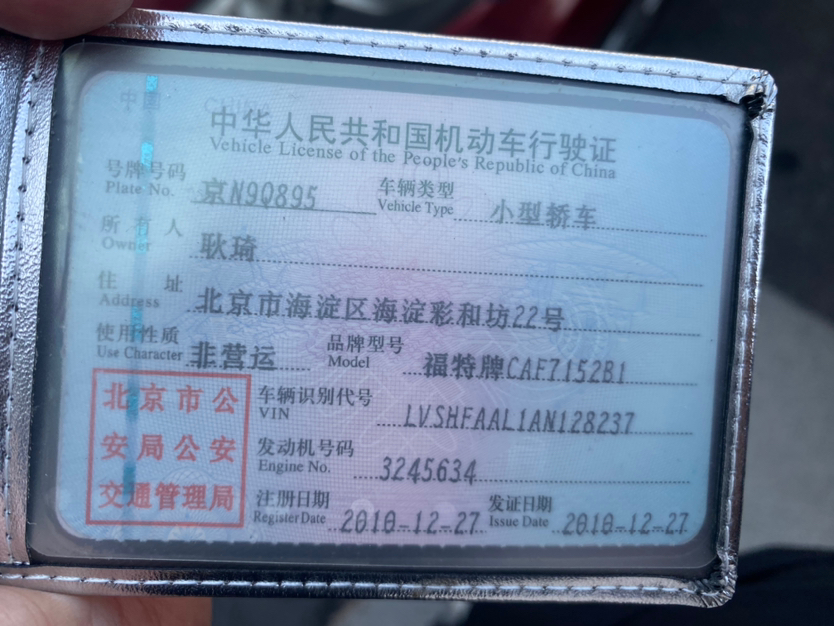 中国 CHINA
中华人民共和国机动车行驶证
Vehicle License of the People's Republic of China
号牌号码 京N9Q895 车辆类型 小型轿车
Plate No. Vehicle Type
所有人 耿琦
Owner
住址 北京市海淀区海淀彩和坊22号
Address
使用性质 非营运 品牌型号 福特牌CAF7152B1
Use Character Model
北京市公
安局公安
交通管理局
车辆识别代号 LVSHFAAL1AN128237
VIN
发动机号码 3245634
Engine No.
注册日期 2010-12-27 发证日期 2010-12-27
Register Date Issue Date